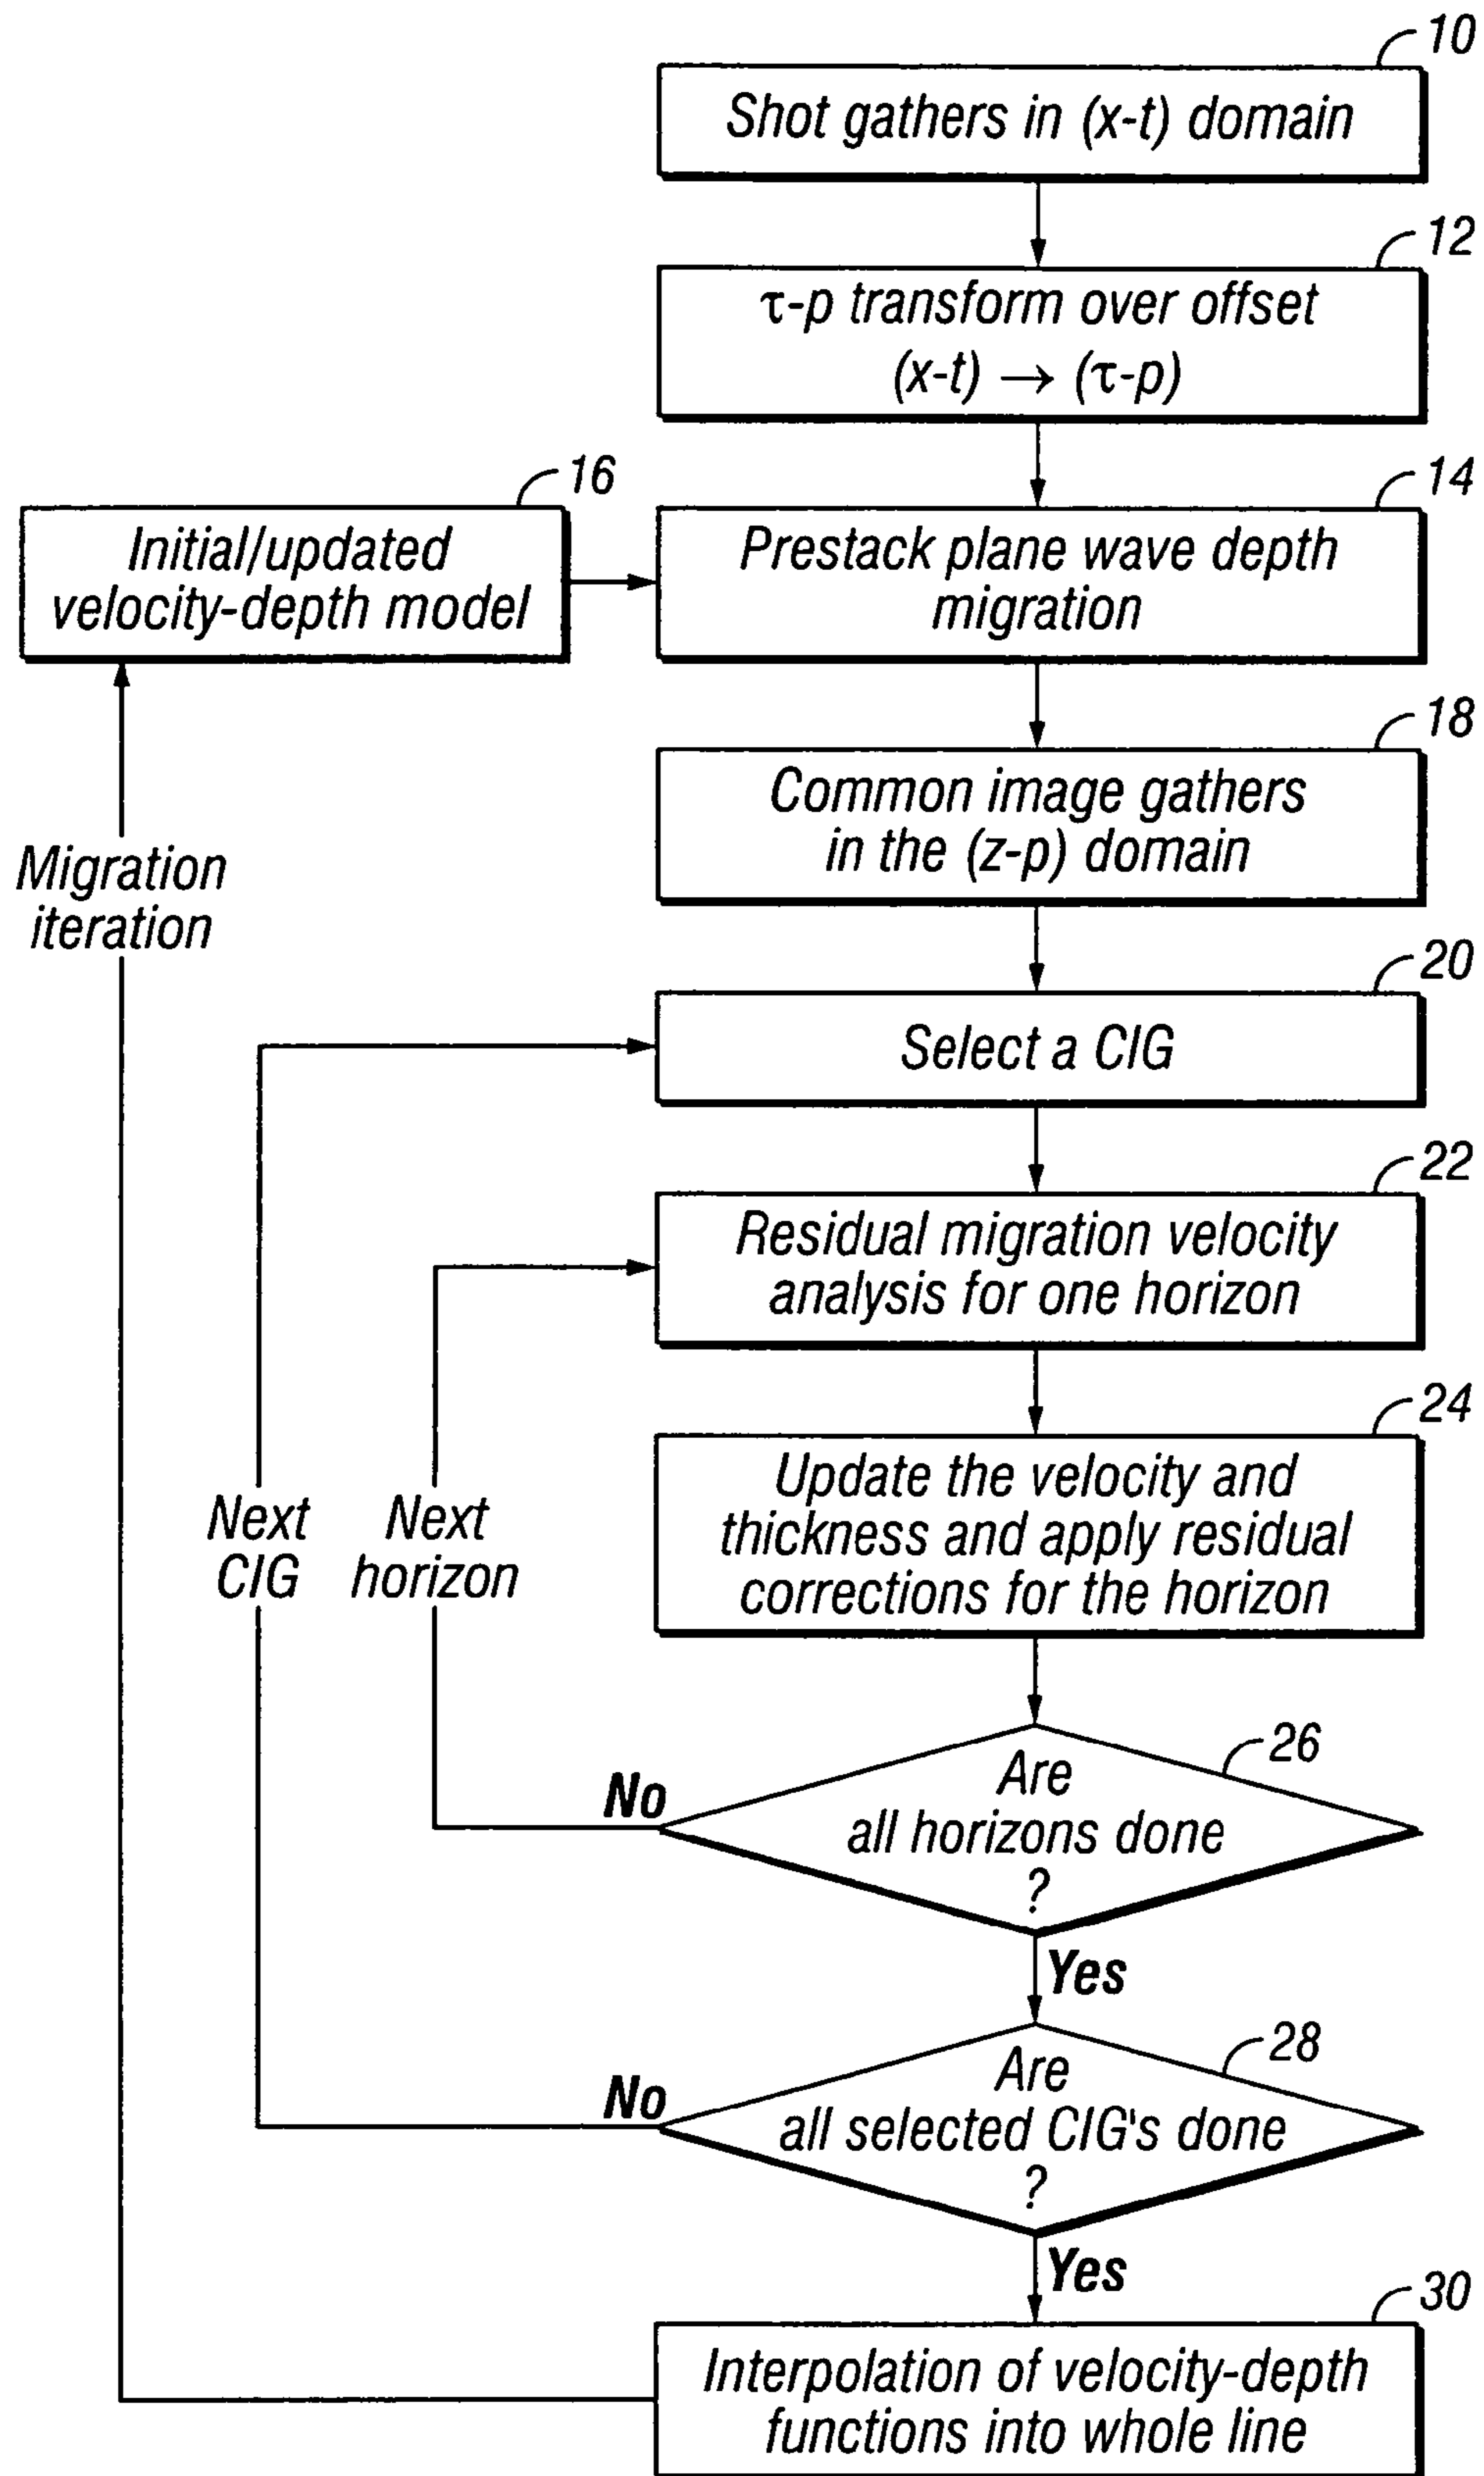 10
Shot gathers in (x-t) domain
12
τ-p transform over offset
(x-t) → (τ-p)
16
Initial/updated
velocity-depth model
14
Prestack plane wave depth
migration
18
Common image gathers
in the (z-p) domain
Migration
iteration
20
Select a CIG
22
Residual migration velocity
analysis for one horizon
24
Update the velocity and
thickness and apply residual
corrections for the horizon
Next
CIG
Next
horizon
26
Are
all horizons done
?
No
Yes
28
Are
all selected CIG's done
?
No
Yes
30
Interpolation of velocity-depth
functions into whole line